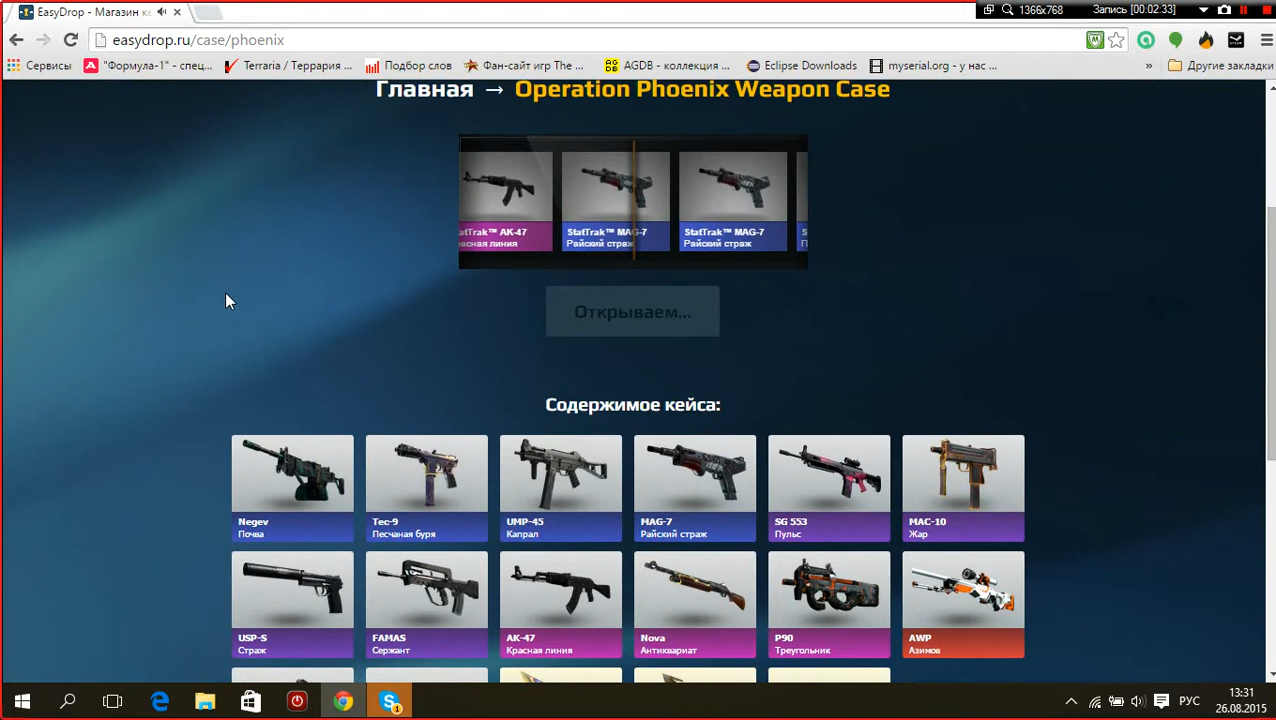 EasyDrop - Магазин ке
1366x768
Запись [00:02:33]
easydrop.ru/case/phoenix
Сервисы
"Формула-1" - спец...
Terraria / Террария ...
Подбор слов
Фан-сайт игр The ...
AGDB - коллекция ...
Eclipse Downloads
myserial.org - у нас ...
»
Другие закладки
Главная → Operation Phoenix Weapon Case
atTrak™ AK-47
асная линия
StatTrak™ MAG-7
Райский страж
StatTrak™ MAG-7
Райский страж
Открываем...
Содержимое кейса:
Negev
Почва
Tec-9
Песчаная буря
UMP-45
Капрал
MAG-7
Райский страж
SG 553
Пульс
MAC-10
Жар
USP-S
Страж
FAMAS
Сержант
AK-47
Красная линия
Nova
Антиквариат
P90
Треугольник
AWP
Азимов
1
РУС
13:31
26.08.2015